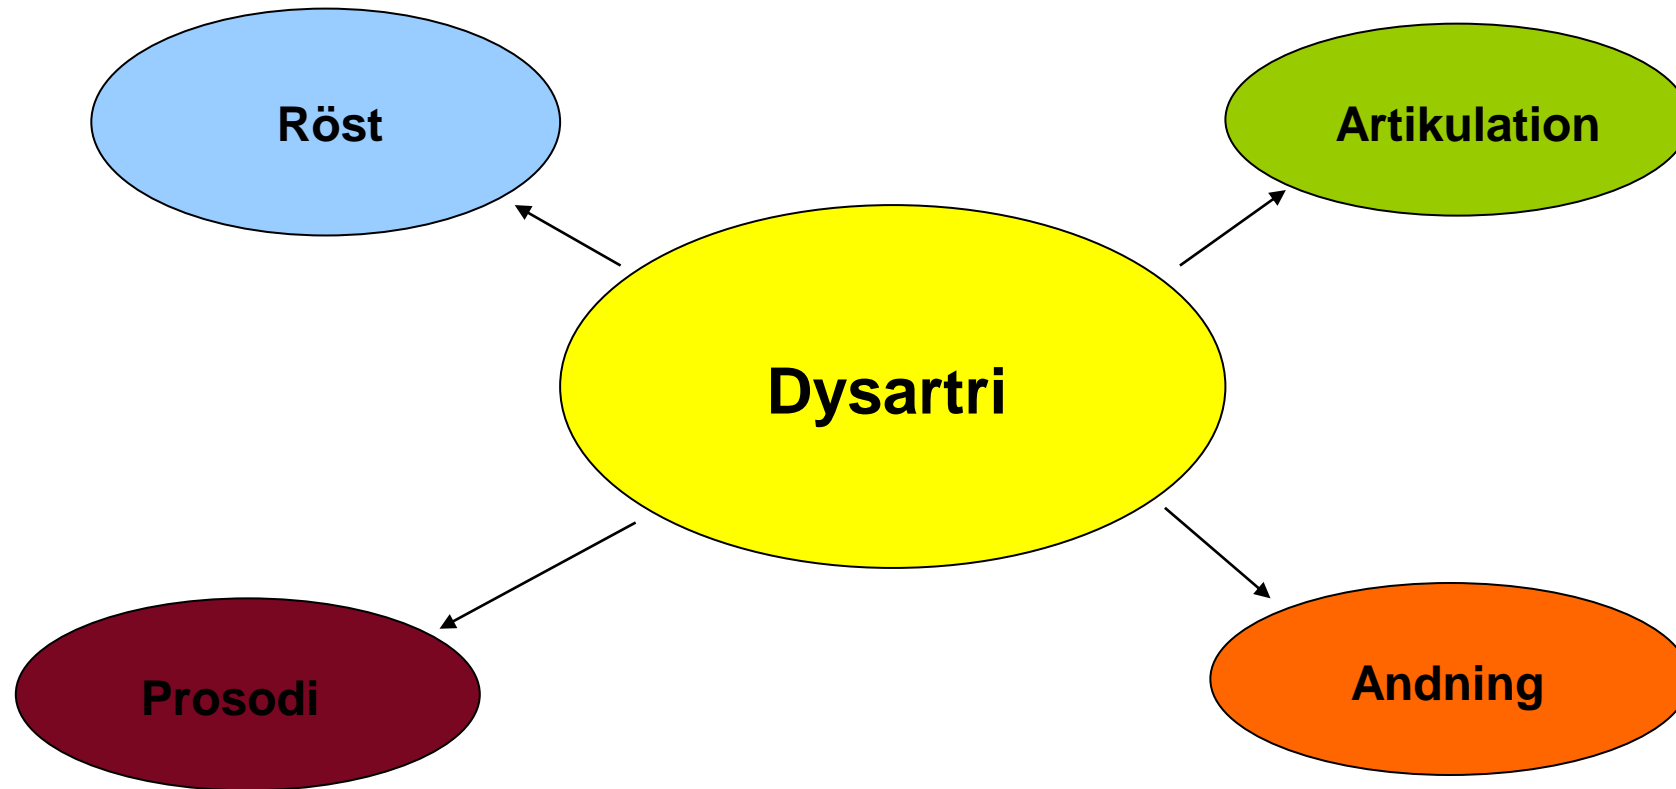 Röst
Artikulation
Dysartri
Prosodi
Andning